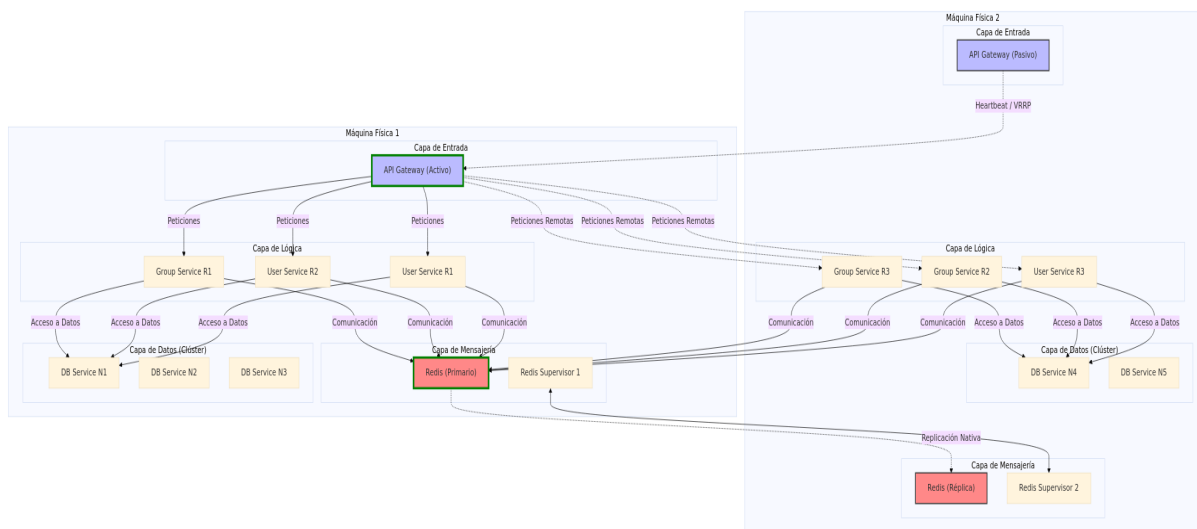 Máquina Física 2
Capa de Entrada
API Gateway (Pasivo)
Heartbeat / VRRP
Máquina Física 1
Capa de Entrada
API Gateway (Activo)
Peticiones
Peticiones
Peticiones
Peticiones Remotas
Peticiones Remotas
Peticiones Remotas
Capa de Lógica
Group Service R1
User Service R2
User Service R1
Capa de Lógica
Group Service R3
Group Service R2
User Service R3
Acceso a Datos
Acceso a Datos
Acceso a Datos
Comunicación
Comunicación
Comunicación
Comunicación
Comunicación
Comunicación
Acceso a Datos
Acceso a Datos
Acceso a Datos
Capa de Datos (Clúster)
DB Service N1
DB Service N2
DB Service N3
Capa de Mensajería
Redis (Primario)
Redis Supervisor 1
Capa de Datos (Clúster)
DB Service N4
DB Service N5
Replicación Nativa
Capa de Mensajería
Redis (Réplica)
Redis Supervisor 2